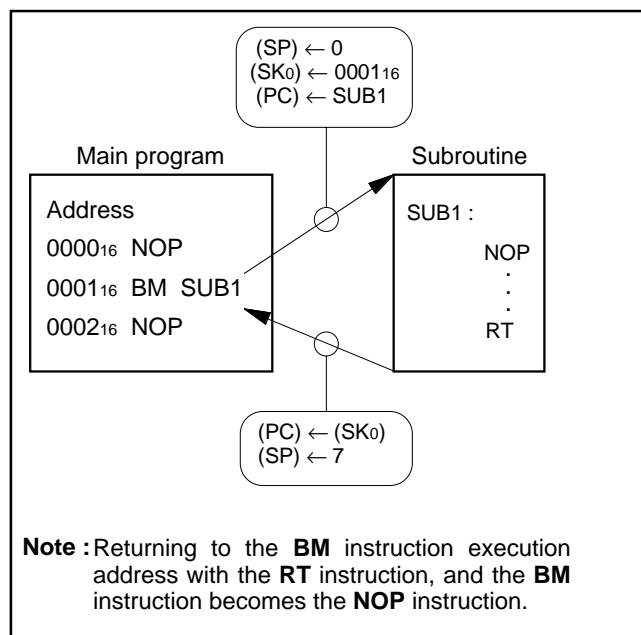 (SP) ← 0
(SK0) ← 000116
(PC) ← SUB1
Main program
Subroutine
Address
000016 NOP
000116 BM SUB1
000216 NOP
SUB1 :
NOP
.
.
.
RT
(PC) ← (SK0)
(SP) ← 7
Note : Returning to the BM instruction execution
address with the RT instruction, and the BM
instruction becomes the NOP instruction.